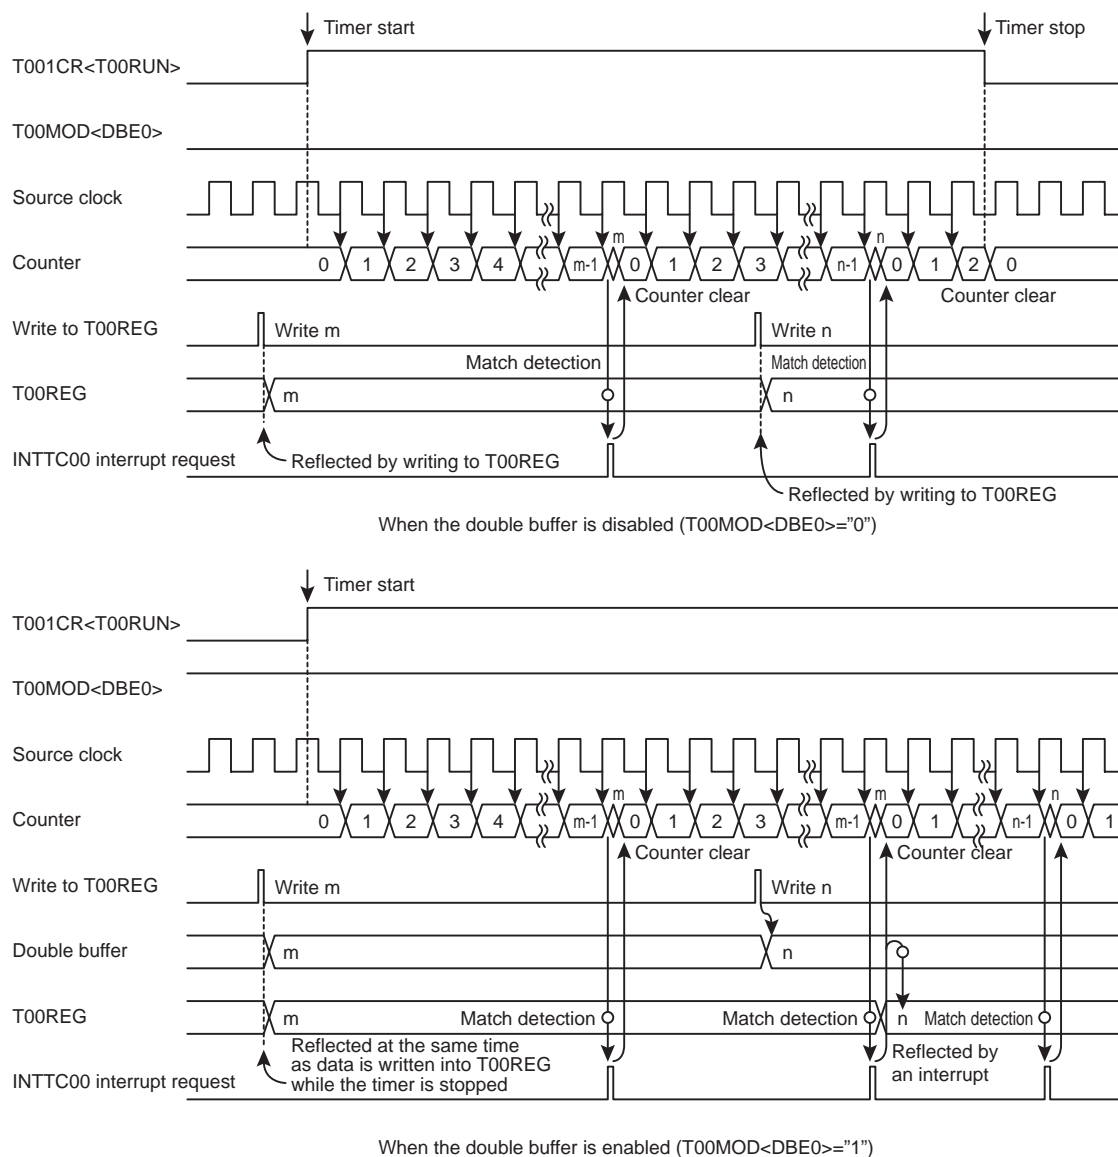 Timer start
Timer stop
T001CR<T00RUN>
T00MOD<DBE0>
Source clock
m
n
Counter
0 1 2 3 4 m-1 0 1 2 3 n-1 0 1 2 0
Counter clear
Counter clear
Write to T00REG
Write m
Write n
Match detection
Match detection
T00REG
m
n
INTTC00 interrupt request
Reflected by writing to T00REG
Reflected by writing to T00REG
When the double buffer is disabled (T00MOD<DBE0>=”0”)
Timer start
T001CR<T00RUN>
T00MOD<DBE0>
Source clock
m
m
n
Counter
0 1 2 3 4 m-1 0 1 2 3 m-1 0 1 n-1 0 1
Counter clear
Counter clear
Write to T00REG
Write m
Write n
Double buffer
m
n
T00REG
m
Match detection
Match detection
n
Match detection
Reflected at the same time
as data is written into T00REG
while the timer is stopped
Reflected by
an interrupt
INTTC00 interrupt request
When the double buffer is enabled (T00MOD<DBE0>=”1”)